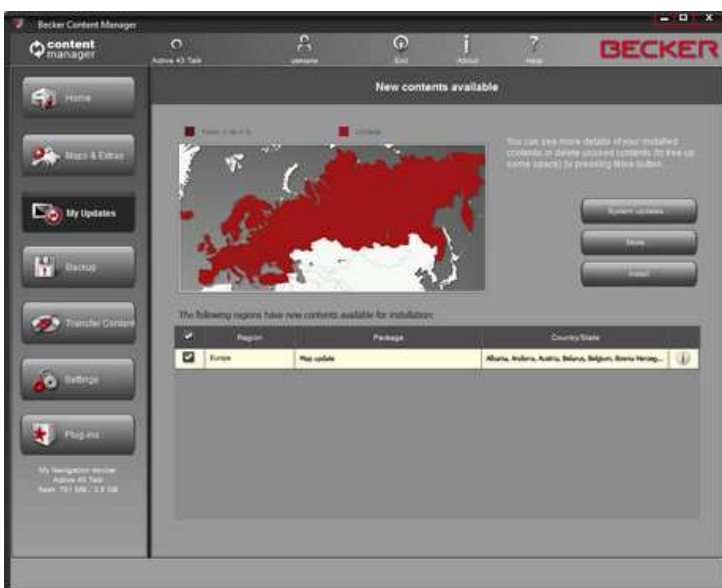 Becker Content Manager
content
manager
Active 43 Talk
username
Exit
About
Help
BECKER
New contents available
Home
Maps & Extras
My Updates
Backup
Transfer Content
Settings
Plug-ins
My Navigation device:
Active 43 Talk
Update
You can see more details of your installed
contents or delete unused contents (to free up
some space) by pressing More button.
System updates
More
Install
The following regions have new contents available for installation:
Region Package Country/State
Europe Map update Albania, Andorra, Austria, Belarus, Belgium, Bosnia-Herzeg...